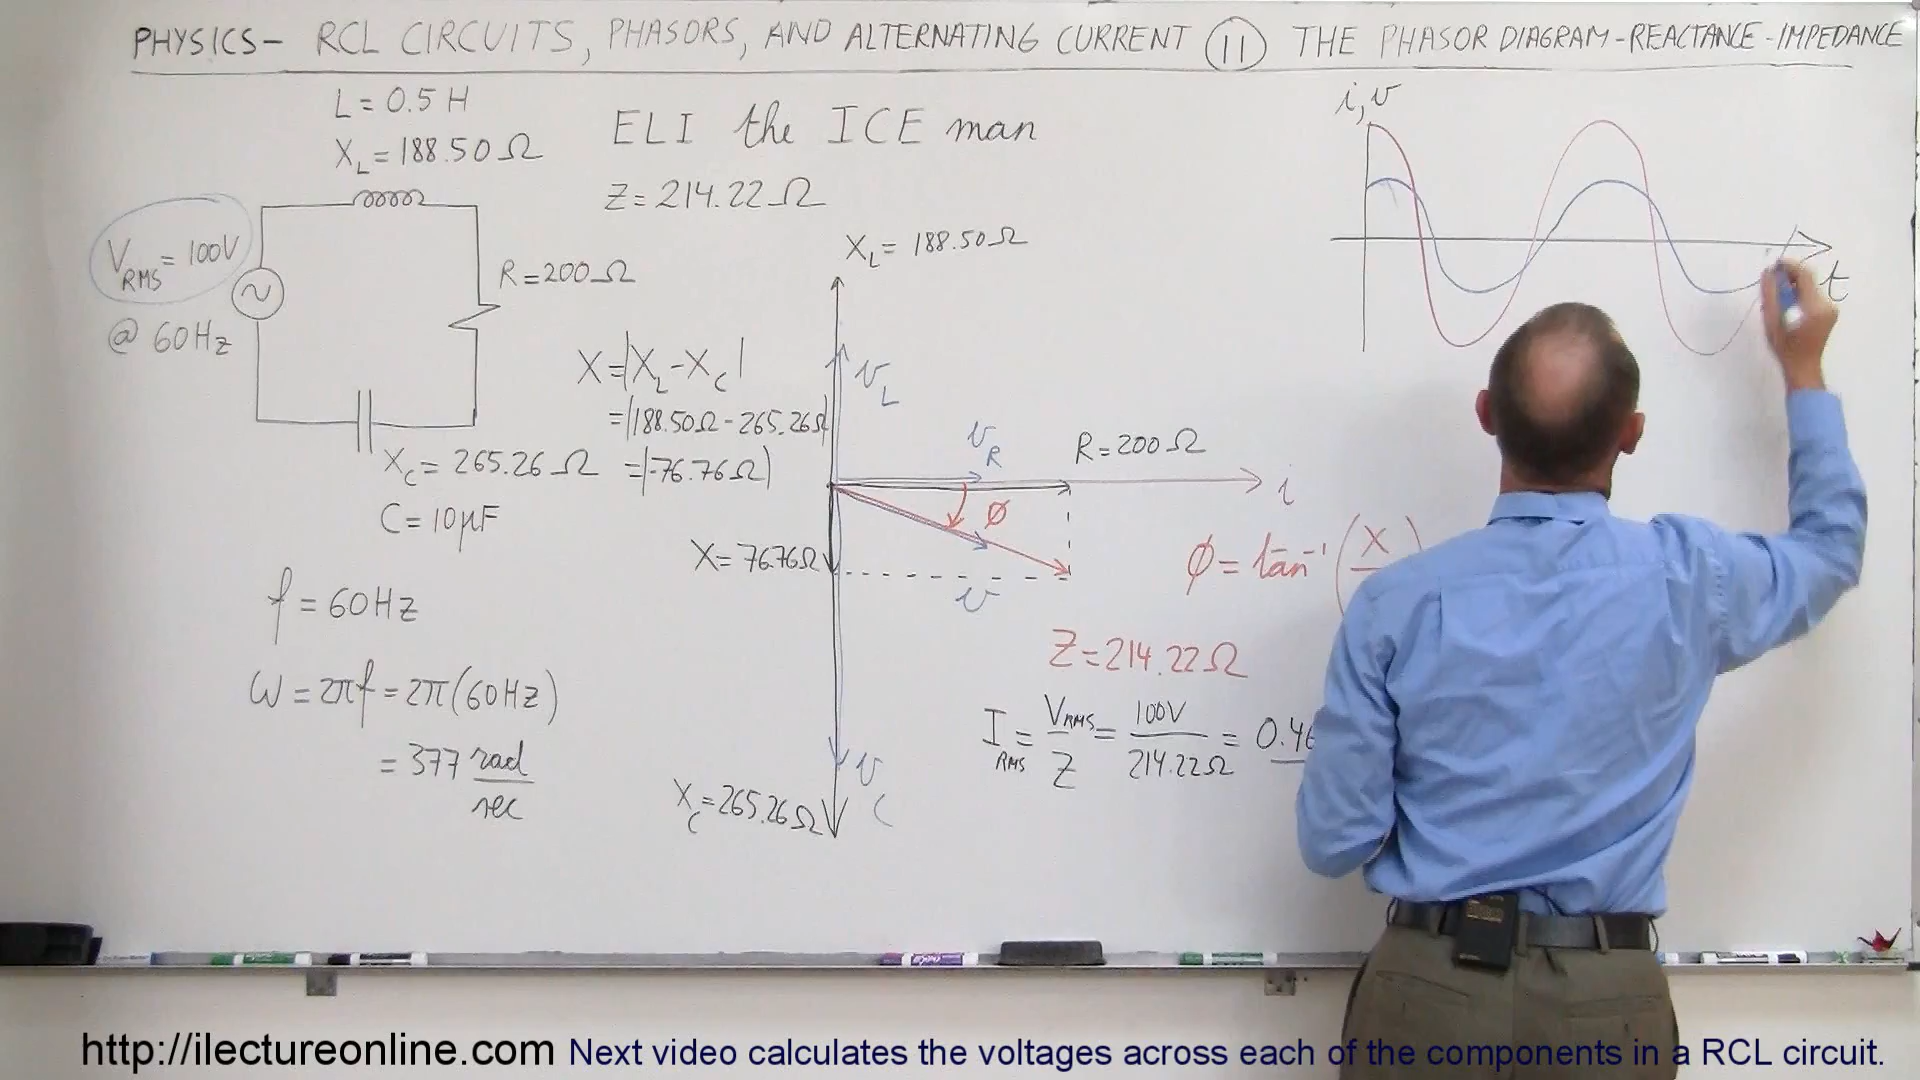 PHYSICS- RCL CIRCUITS, PHASORS, AND ALTERNATING CURRENT 11 THE PHASOR DIAGRAM-REACTANCE-IMPEDANCE
L = 0.5 H
X_L = 188.50 Ω
V_RMS = 100V
@ 60Hz
R = 200 Ω
X_C = 265.26 Ω
C = 10μF
f = 60Hz
ω = 2πf = 2π(60Hz)
= 377 rad/sec
ELI the ICE man
Z = 214.22 Ω
X = |X_L - X_C|
= |188.50Ω - 265.26Ω|
= |-76.76Ω|
X_L = 188.50Ω
v_L
v_R
R = 200Ω
i
ø
X = 76.76Ω
v
v_C
X_C = 265.26Ω
ø = tan⁻¹(X
Z = 214.22Ω
I_RMS = V_RMS/Z = 100V/214.22Ω = 0.46
i, v
t
http://ilectureonline.com Next video calculates the voltages across each of the components in a RCL circuit.